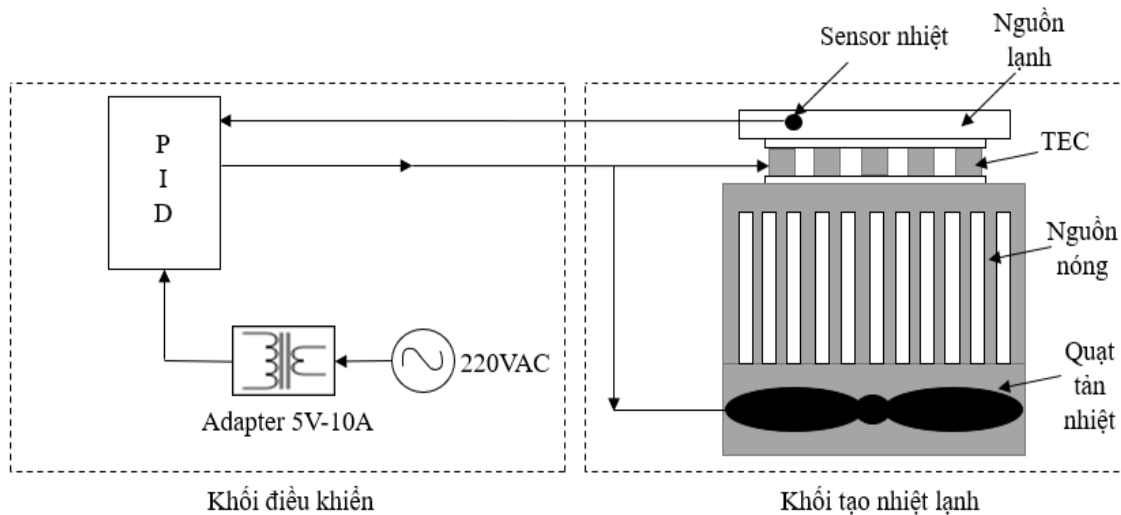 Sensor nhiệt
Nguồn
lạnh
P
I
D
TEC
Nguồn
nóng
220VAC
Adapter 5V-10A
Quạt
tản
nhiệt
Khối điều khiển
Khối tạo nhiệt lạnh